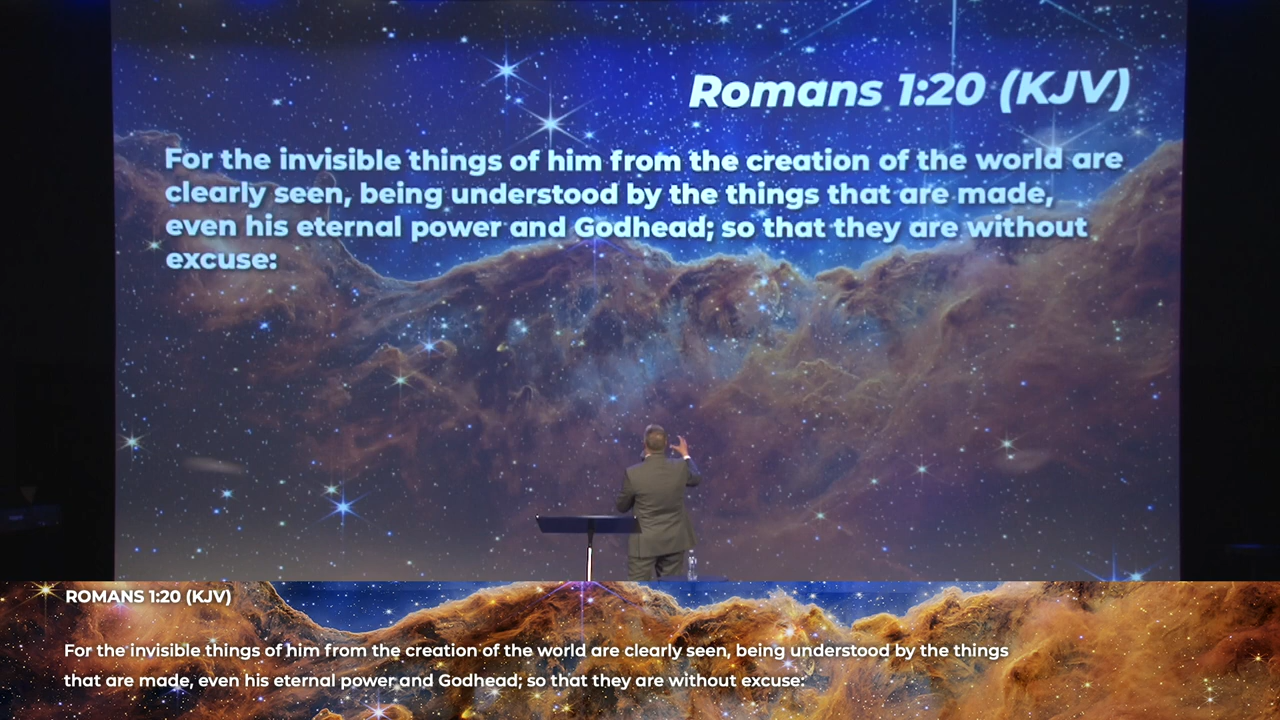 Romans 1:20 (KJV)
For the invisible things of him from the creation of the world are
clearly seen, being understood by the things that are made,
even his eternal power and Godhead; so that they are without
excuse:
ROMANS 1:20 (KJV)
For the invisible things of him from the creation of the world are clearly seen, being understood by the things
that are made, even his eternal power and Godhead; so that they are without excuse: